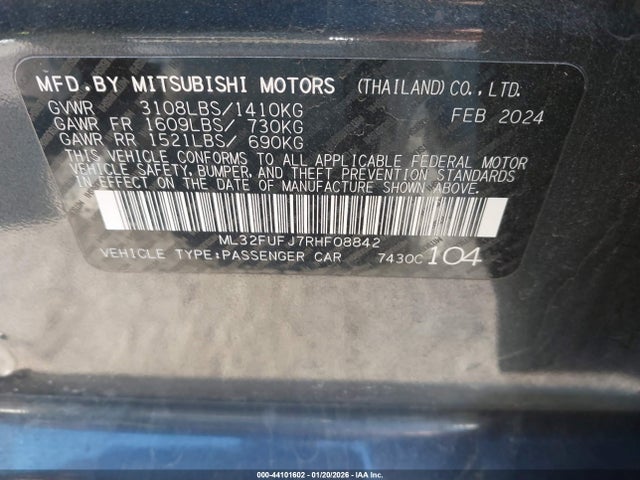 MFD.BY MITSUBISHI MOTORS (THAILAND)CO.,LTD.
GVWR 3108LBS/1410KG FEB 2024
GAWR FR 1609LBS/ 730KG
GAWR RR 1521LBS/ 690KG
THIS VEHICLE CONFORMS TO ALL APPLICABLE FEDERAL MOTOR
VEHICLE SAFETY, BUMPER, AND THEFT PREVENTION STANDARDS
IN EFFECT ON THE DATE OF MANUFACTURE SHOWN ABOVE.
ML32FUFJ7RHF08842
VEHICLE TYPE:PASSENGER CAR 7430C 104
000-44101602 - 01/20/2026 - IAA Inc.